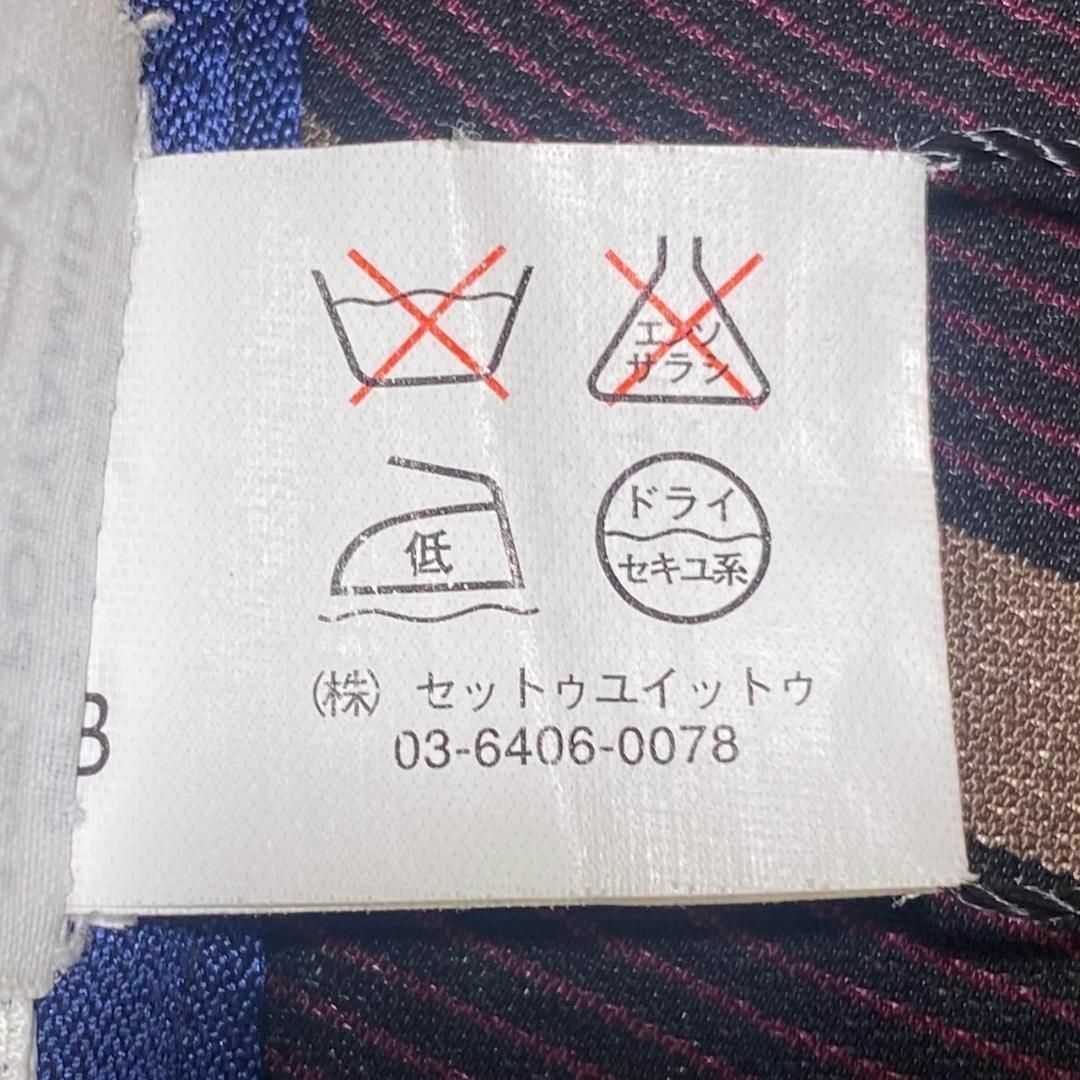 エンソ
サラシ
低
ドライ
セキユ系
(株) セットゥユイットゥ
03-6406-0078